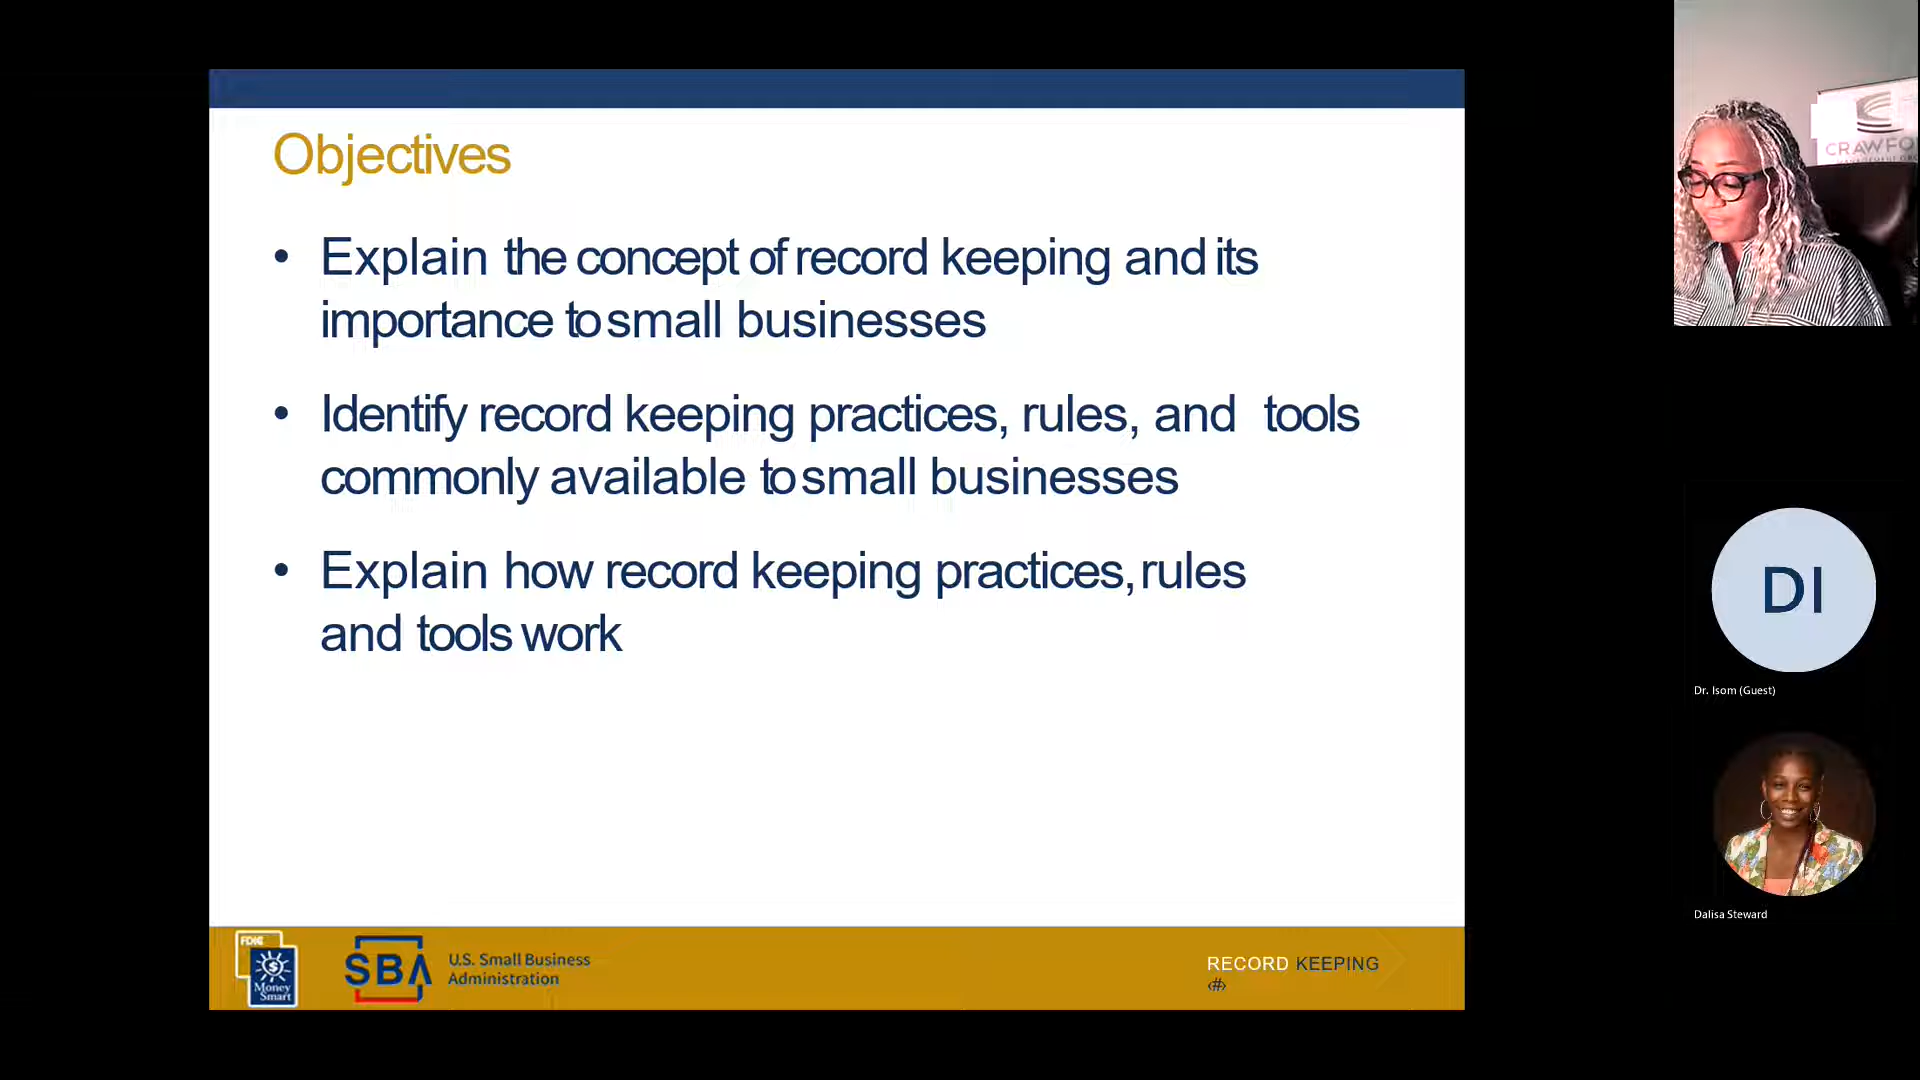 Objectives
• Explain the concept of record keeping and its
importance to small businesses
• Identify record keeping practices, rules, and tools
commonly available to small businesses
• Explain how record keeping practices, rules
and tools work
FDIC
Money
Smart
SBA
U.S. Small Business
Administration
RECORD KEEPING
‹#›
CRAWFO
DI
Dr. Isom (Guest)
Dalisa Steward